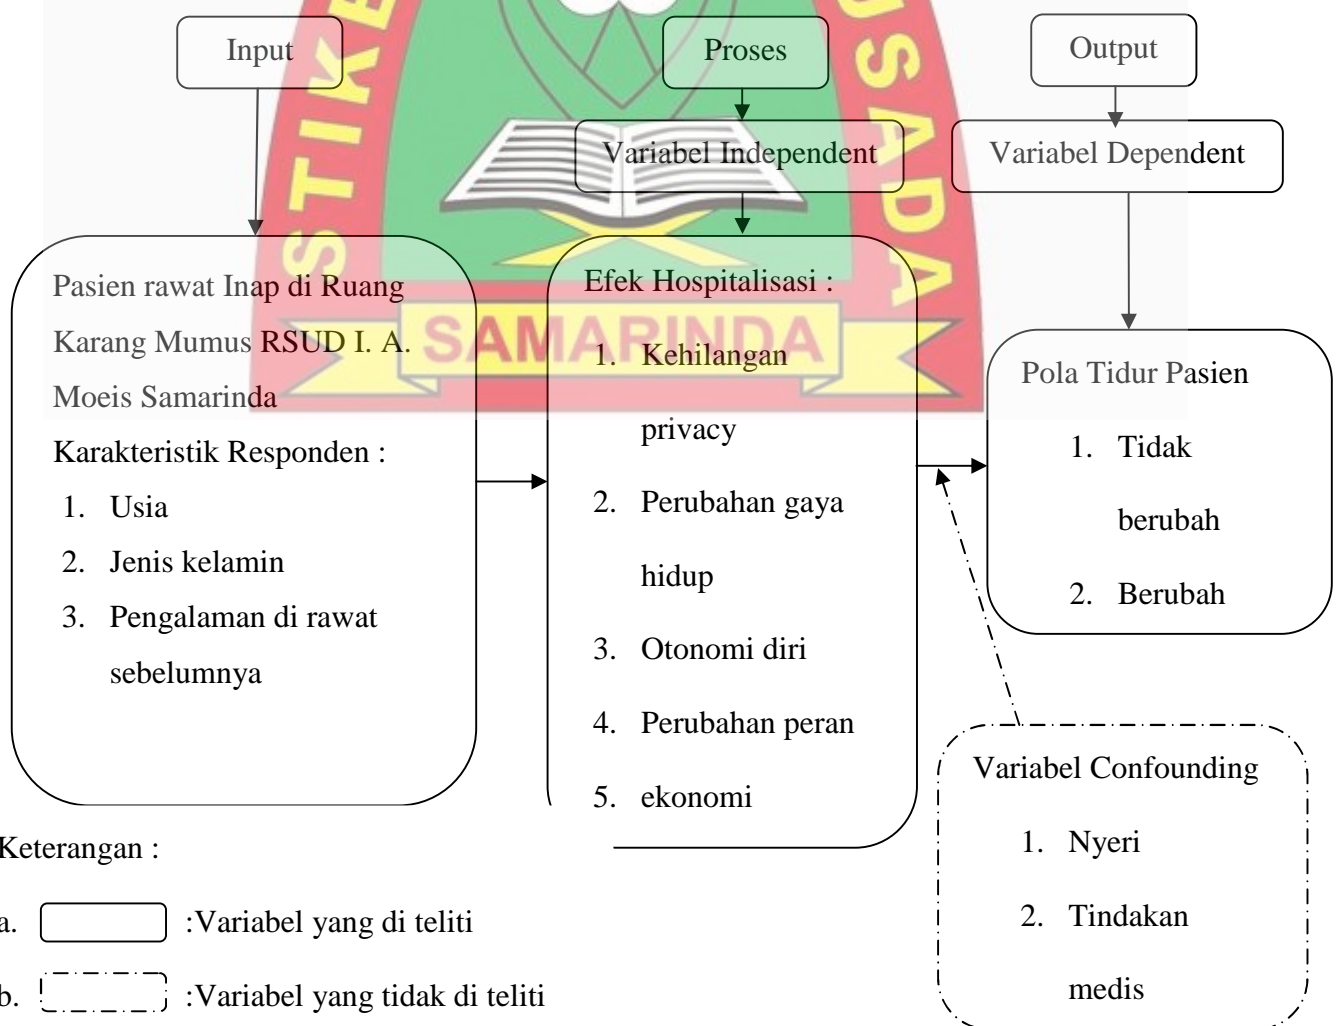 Input
Proses
Output
Variabel Independent
Variabel Dependent
Pasien rawat Inap di Ruang
Karang Mumus RSUD I. A.
Moeis Samarinda
Karakteristik Responden :
1. Usia
2. Jenis kelamin
3. Pengalaman di rawat
sebelumnya
Efek Hospitalisasi :
1. Kehilangan
privacy
2. Perubahan gaya
hidup
3. Otonomi diri
4. Perubahan peran
5. ekonomi
Pola Tidur Pasien
1. Tidak
berubah
2. Berubah
Variabel Confounding
1. Nyeri
2. Tindakan
medis
Keterangan :
a. :Variabel yang di teliti
b. :Variabel yang tidak di teliti
STIKE
USADA
SAMARINDA